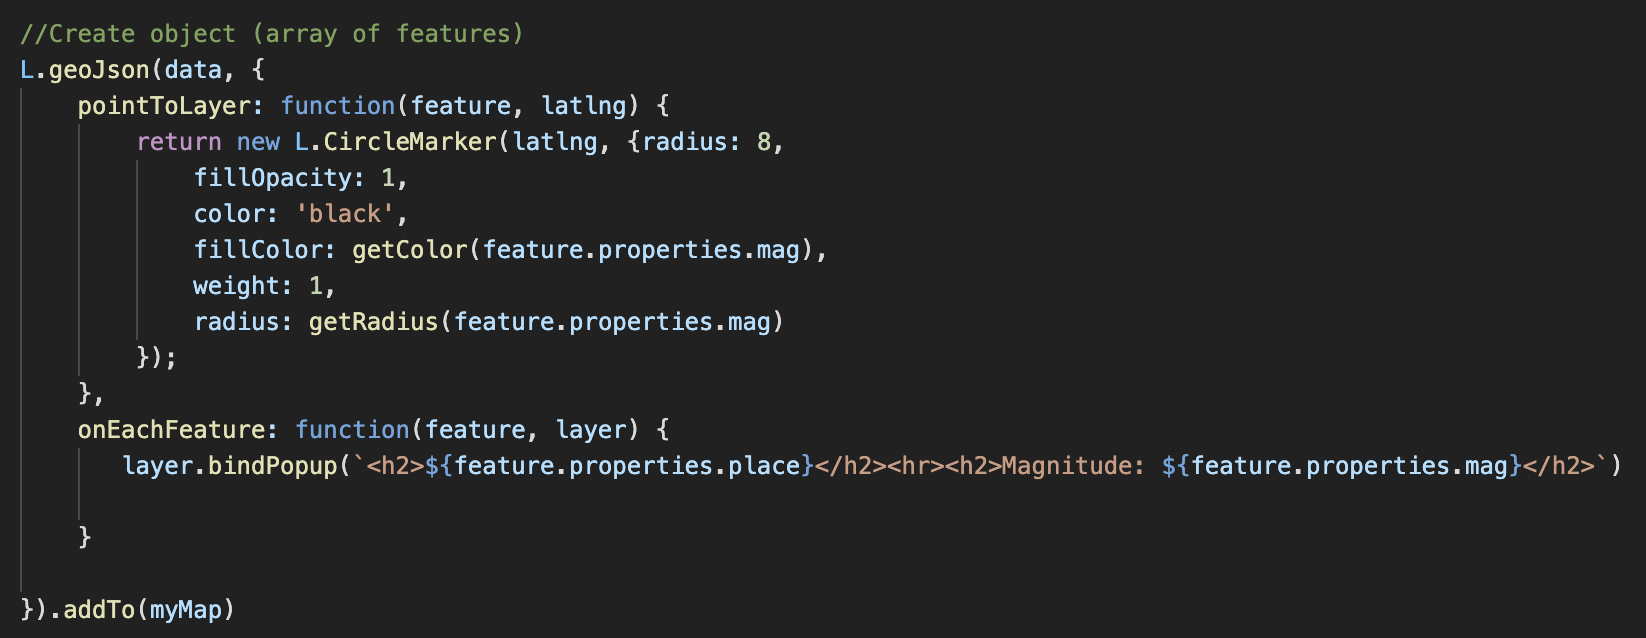 //Create object (array of features)
L.geoJson(data, {
    pointToLayer: function(feature, latlng) {
        return new L.CircleMarker(latlng, {radius: 8,
            fillOpacity: 1,
            color: 'black',
            fillColor: getColor(feature.properties.mag),
            weight: 1,
            radius: getRadius(feature.properties.mag)
        });
    },
    onEachFeature: function(feature, layer) {
       layer.bindPopup(`<h2>${feature.properties.place}</h2><hr><h2>Magnitude: ${feature.properties.mag}</h2>`)
    }
}).addTo(myMap)